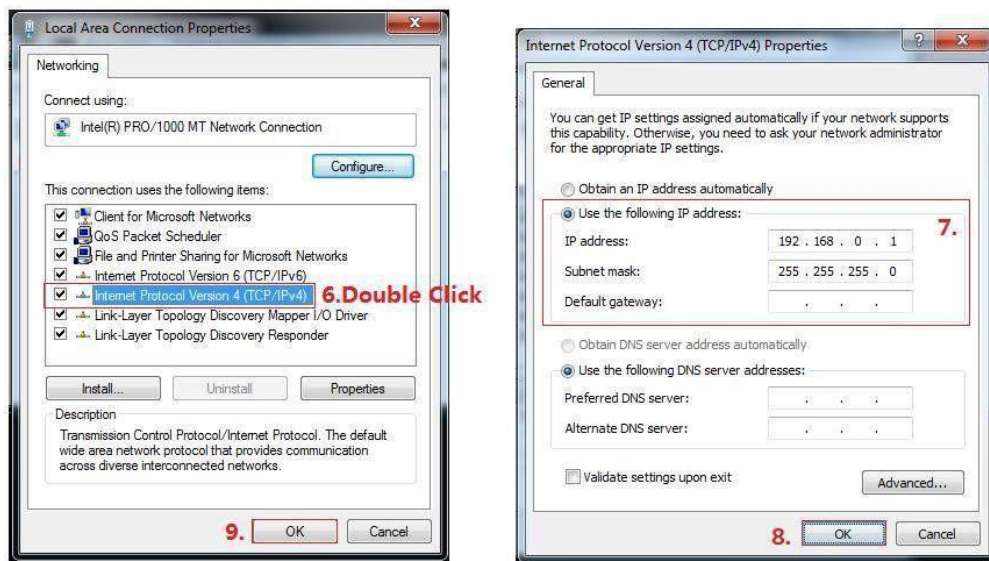 Local Area Connection Properties
Networking
Connect using:
Intel(R) PRO/1000 MT Network Connection
Configure...
This connection uses the following items:
Client for Microsoft Networks
QoS Packet Scheduler
File and Printer Sharing for Microsoft Networks
Internet Protocol Version 6 (TCP/IPv6)
Internet Protocol Version 4 (TCP/IPv4) 6.Double Click
Link-Layer Topology Discovery Mapper I/O Driver
Link-Layer Topology Discovery Responder
Install... Uninstall Properties
Description
Transmission Control Protocol/Internet Protocol. The default
wide area network protocol that provides communication
across diverse interconnected networks.
9. OK Cancel
Internet Protocol Version 4 (TCP/IPv4) Properties
General
You can get IP settings assigned automatically if your network supports
this capability. Otherwise, you need to ask your network administrator
for the appropriate IP settings.
Obtain an IP address automatically
Use the following IP address: 7.
IP address: 192 . 168 . 0 . 1
Subnet mask: 255 . 255 . 255 . 0
Default gateway: . . .
Obtain DNS server address automatically
Use the following DNS server addresses:
Preferred DNS server: . . .
Alternate DNS server: . . .
Validate settings upon exit Advanced...
8. OK Cancel